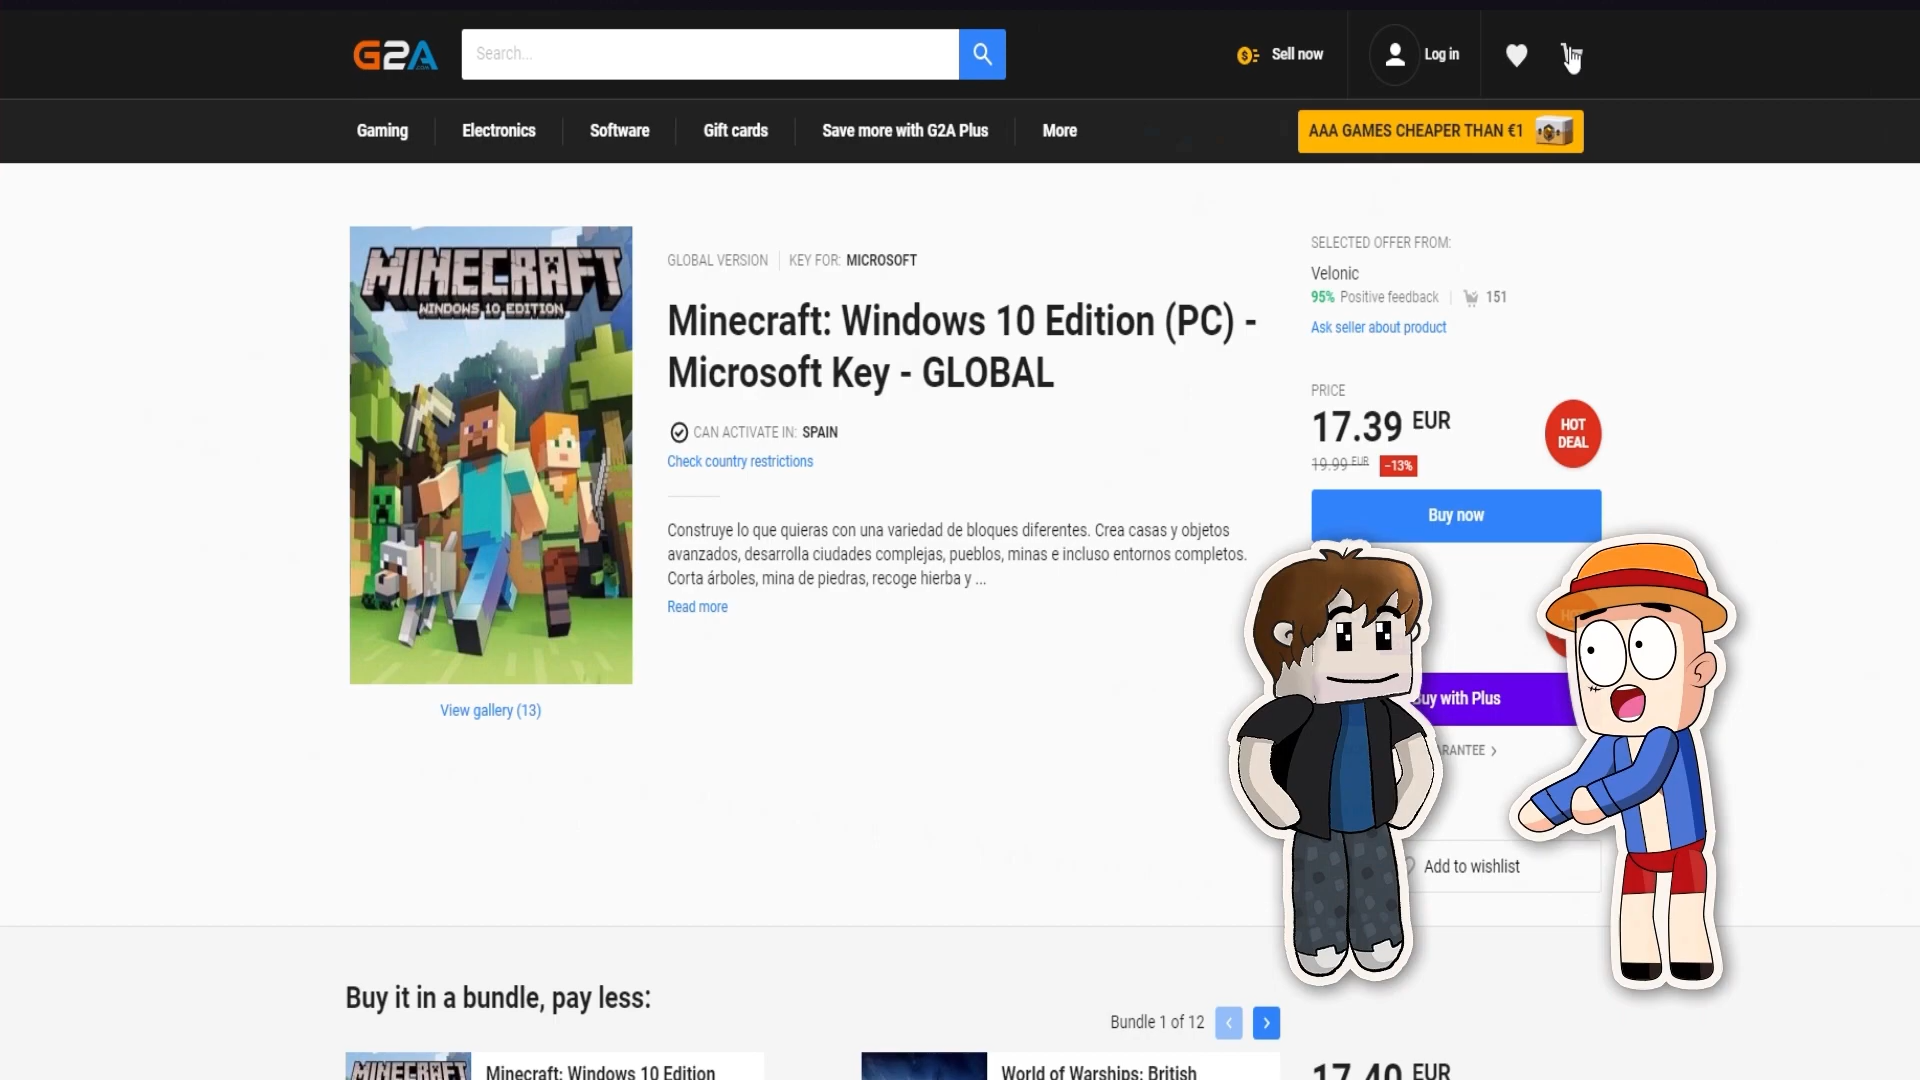 G2A
.COM
Search...
Sell now
Log in
Gaming
Electronics
Software
Gift cards
Save more with G2A Plus
More
AAA GAMES CHEAPER THAN €1
MINECRAFT
WINDOWS 10 EDITION
View gallery (13)
GLOBAL VERSION
KEY FOR: MICROSOFT
Minecraft: Windows 10 Edition (PC) -
Microsoft Key - GLOBAL
CAN ACTIVATE IN: SPAIN
Check country restrictions
Construye lo que quieras con una variedad de bloques diferentes. Crea casas y objetos
avanzados, desarrolla ciudades complejas, pueblos, minas e incluso entornos completos.
Corta árboles, mina de piedras, recoge hierba y ...
Read more
SELECTED OFFER FROM:
Velonic
95% Positive feedback
151
Ask seller about product
PRICE
17.39 EUR
19.99 EUR
-13%
HOT
DEAL
Buy now
Buy with Plus
RANTEE
Add to wishlist
Buy it in a bundle, pay less:
Bundle 1 of 12
MINECRAFT
Minecraft: Windows 10 Edition
World of Warships: British
17.40 EUR